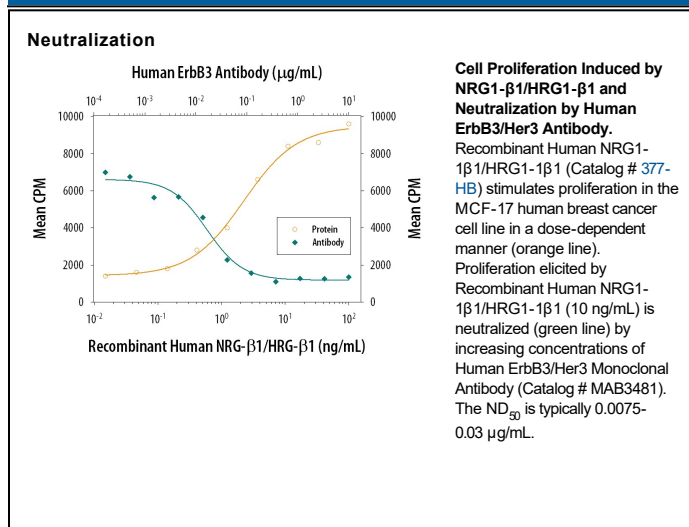 Neutralization
Human ErbB3 Antibody (µg/mL)
10-4 10-3 10-2 10-1 100 101
10000 10000
8000 8000
6000 6000
4000 4000
2000 2000
0 0
Mean CPM
Mean CPM
Protein
Antibody
10-2 10-1 100 101 102
Recombinant Human NRG-β1/HRG-β1 (ng/mL)
Cell Proliferation Induced by
NRG1-β1/HRG1-β1 and
Neutralization by Human
ErbB3/Her3 Antibody.
Recombinant Human NRG1-
1β1/HRG1-1β1 (Catalog # 377-
HB) stimulates proliferation in the
MCF-17 human breast cancer
cell line in a dose-dependent
manner (orange line).
Proliferation elicited by
Recombinant Human NRG1-
1β1/HRG1-1β1 (10 ng/mL) is
neutralized (green line) by
increasing concentrations of
Human ErbB3/Her3 Monoclonal
Antibody (Catalog # MAB3481).
The ND50 is typically 0.0075-
0.03 µg/mL.